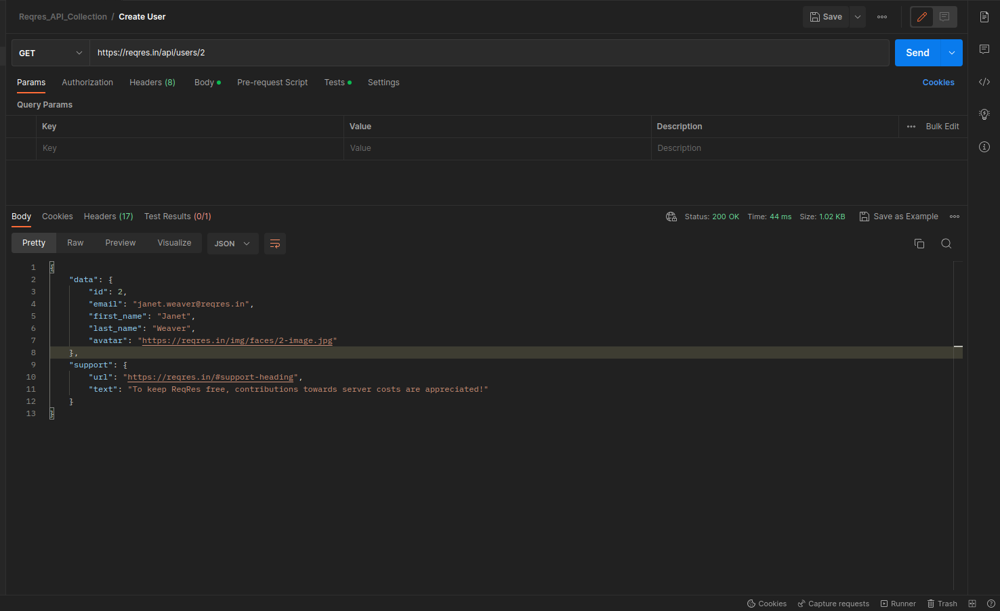 Reqres_API_Collection / Create User
Save
GET https://reqres.in/api/users/2 Send
Params Authorization Headers (8) Body Pre-request Script Tests Settings Cookies
Query Params
Key Value Description Bulk Edit
Key Value Description
Body Cookies Headers (17) Test Results (0/1) Status: 200 OK Time: 44 ms Size: 1.02 KB Save as Example
Pretty Raw Preview Visualize JSON
1 {
2 "data": {
3 "id": 2,
4 "email": "janet.weaver@reqres.in",
5 "first_name": "Janet",
6 "last_name": "Weaver",
7 "avatar": "https://reqres.in/img/faces/2-image.jpg"
8 },
9 "support": {
10 "url": "https://reqres.in/#support-heading",
11 "text": "To keep ReqRes free, contributions towards server costs are appreciated!"
12 }
13 }
Cookies Capture requests Runner Trash